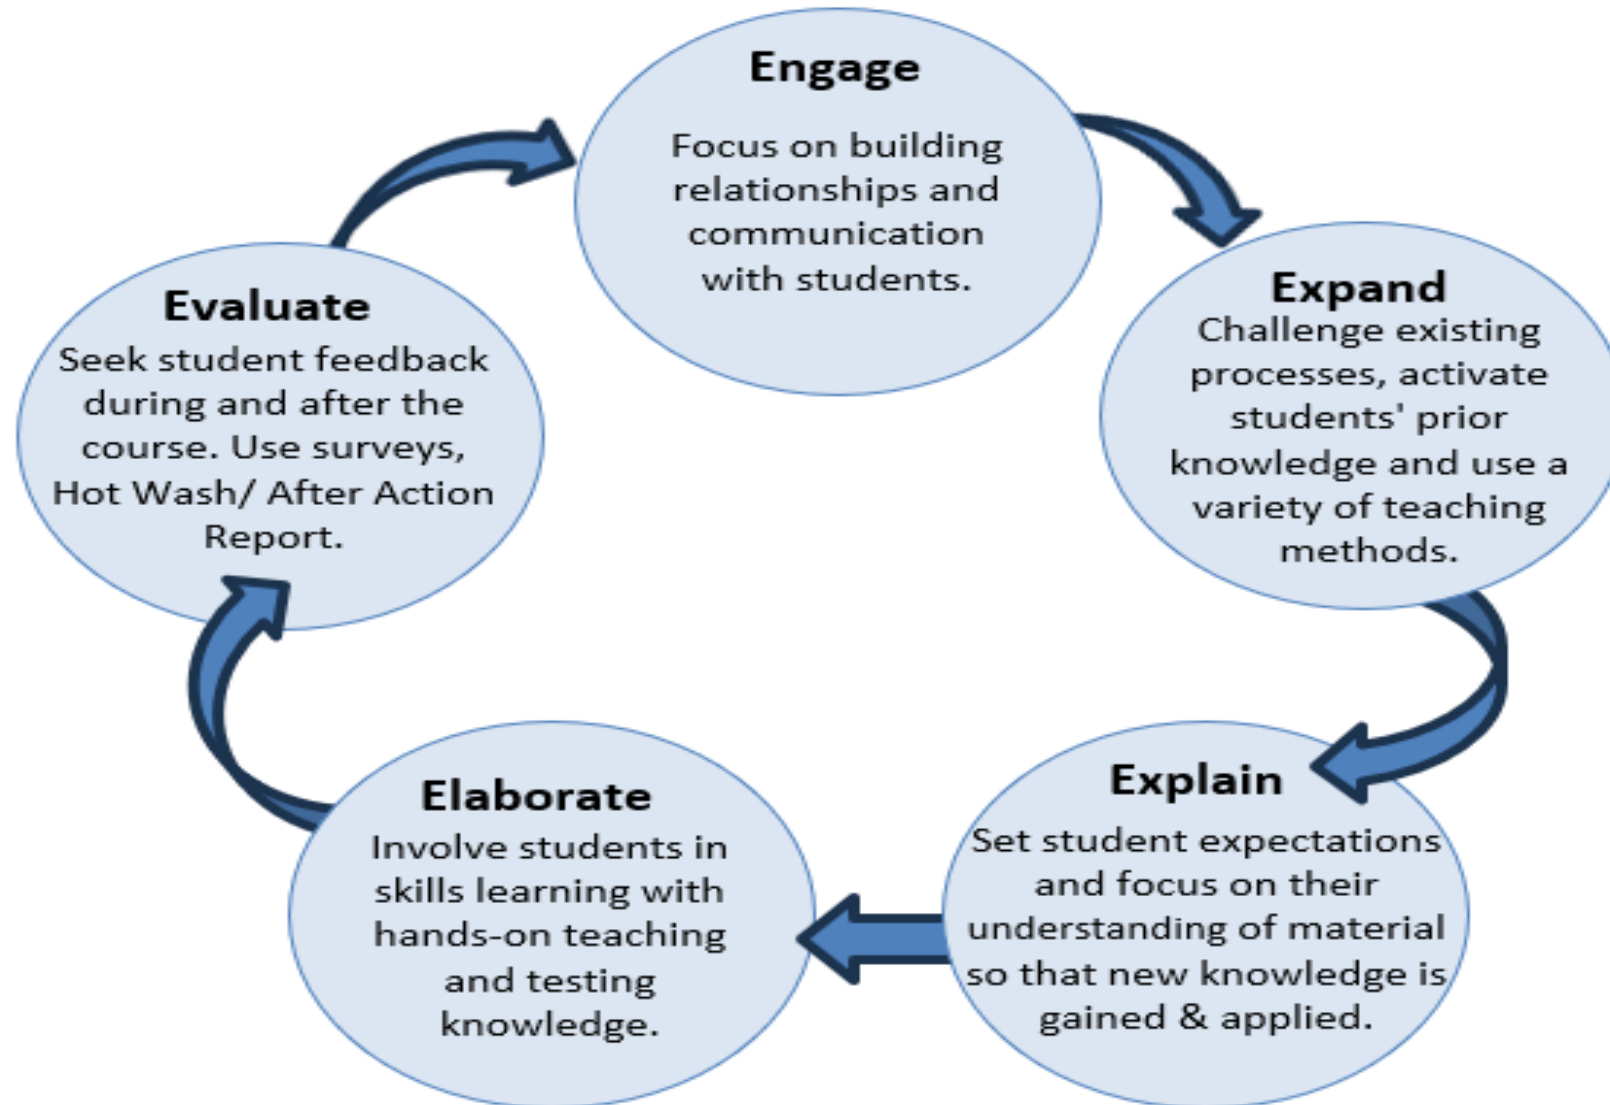 Engage
Focus on building
relationships and
communication
with students.
Expand
Challenge existing
processes, activate
students' prior
knowledge and use a
variety of teaching
methods.
Explain
Set student expectations
and focus on their
understanding of material
so that new knowledge is
gained & applied.
Elaborate
Involve students in
skills learning with
hands-on teaching
and testing
knowledge.
Evaluate
Seek student feedback
during and after the
course. Use surveys,
Hot Wash/ After Action
Report.